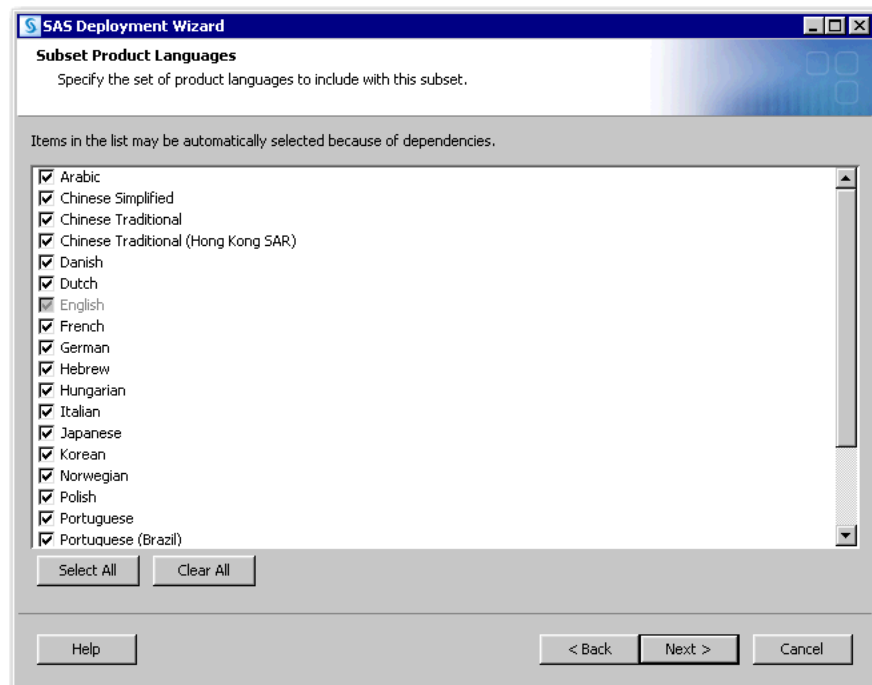 SAS Deployment Wizard
Subset Product Languages
Specify the set of product languages to include with this subset.
Items in the list may be automatically selected because of dependencies.
Arabic
Chinese Simplified
Chinese Traditional
Chinese Traditional (Hong Kong SAR)
Danish
Dutch
English
French
German
Hebrew
Hungarian
Italian
Japanese
Korean
Norwegian
Polish
Portuguese
Portuguese (Brazil)
Select All Clear All
Help < Back Next > Cancel